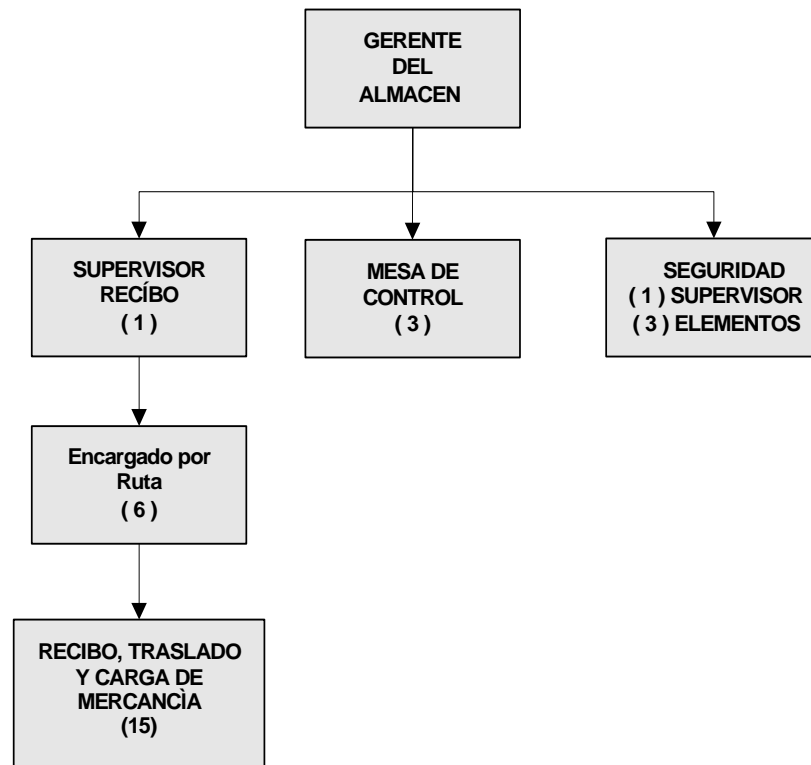 GERENTE
DEL
ALMACEN
SUPERVISOR
RECÍBO
( 1 )
MESA DE
CONTROL
( 3 )
SEGURIDAD
( 1 ) SUPERVISOR
( 3 ) ELEMENTOS
Encargado por
Ruta
( 6 )
RECIBO, TRASLADO
Y CARGA DE
MERCANCÌA
(15)